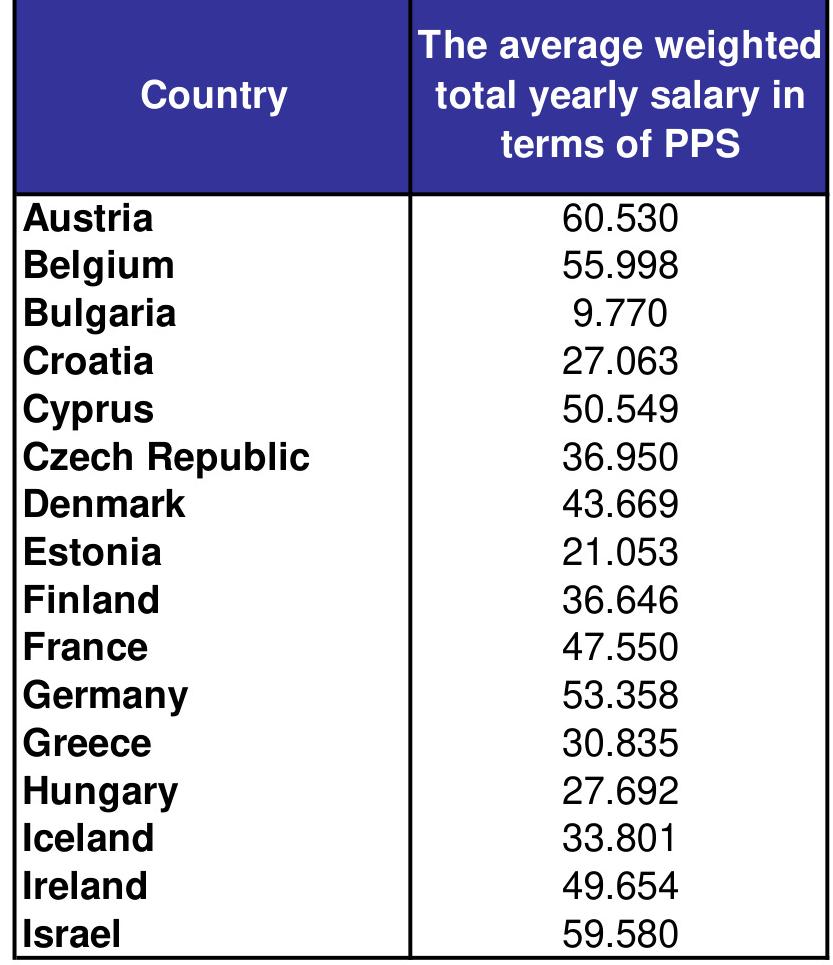 Country
The average weighted
total yearly salary in
terms of PPS
Austria 60.530
Belgium 55.998
Bulgaria 9.770
Croatia 27.063
Cyprus 50.549
Czech Republic 36.950
Denmark 43.669
Estonia 21.053
Finland 36.646
France 47.550
Germany 53.358
Greece 30.835
Hungary 27.692
Iceland 33.801
Ireland 49.654
Israel 59.580